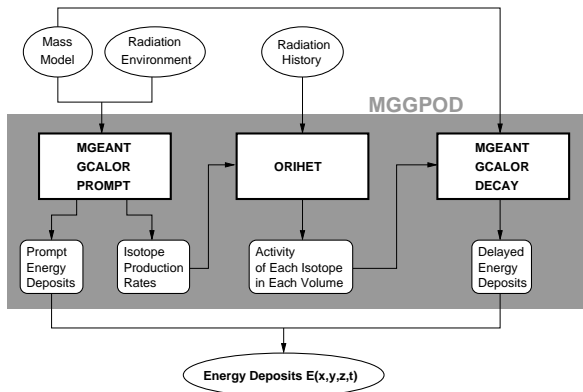 Mass
Model
Radiation
Environment
Radiation
History
MGGPOD
MGEANT
GCALOR
PROMPT
ORIHET
MGEANT
GCALOR
DECAY
Prompt
Energy
Deposits
Isotope
Production
Rates
Activity
of Each Isotope
in Each Volume
Delayed
Energy
Deposits
Energy Deposits E(x,y,z,t)